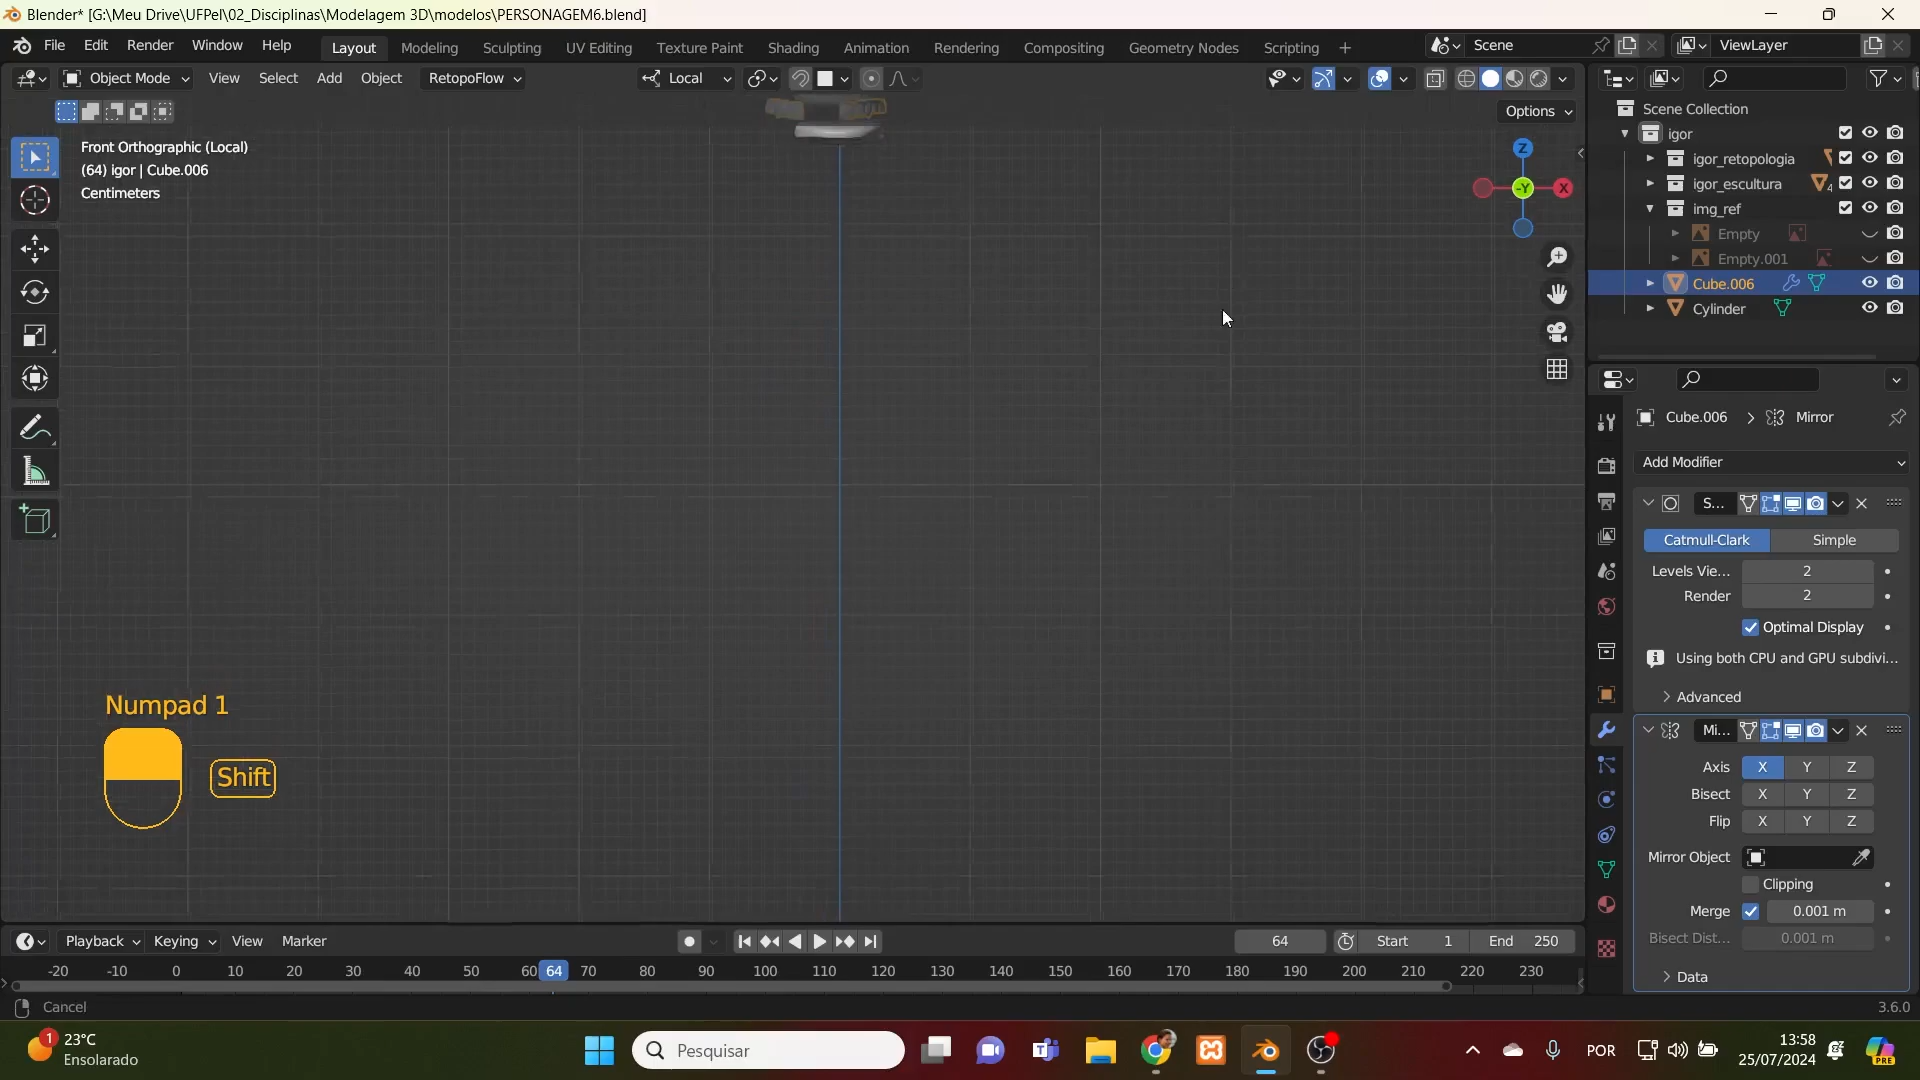 Blender* [G:\Meu Drive\UFPel\02_Disciplinas\Modelagem 3D\modelos\PERSONAGEM6.blend]
File Edit Render Window Help Layout Modeling Sculpting UV Editing Texture Paint Shading Animation Rendering Compositing Geometry Nodes Scripting + Scene ViewLayer
Object Mode View Select Add Object RetopoFlow Local
Options
Front Orthographic (Local)
(64) igor | Cube.006
Centimeters
Z
-Y
X
Scene Collection
igor
igor_retopologia
igor_escultura 4
img_ref
Empty
Empty.001
Cube.006
Cylinder
Cube.006 > Mirror
Add Modifier
S...
Catmull-Clark Simple
Levels Vie... 2
Render 2
Optimal Display
Using both CPU and GPU subdivi...
Advanced
Mi...
Axis X Y Z
Bisect X Y Z
Flip X Y Z
Mirror Object
Clipping
Merge 0.001 m
Bisect Dist... 0.001 m
Data
Numpad 1
Shift
Playback Keying View Marker 64 Start 1 End 250
-20 -10 0 10 20 30 40 50 60 64 70 80 90 100 110 120 130 140 150 160 170 180 190 200 210 220 230
Cancel 3.6.0
1
23°C
Ensolarado
Pesquisar
POR
13:58
25/07/2024
PRE